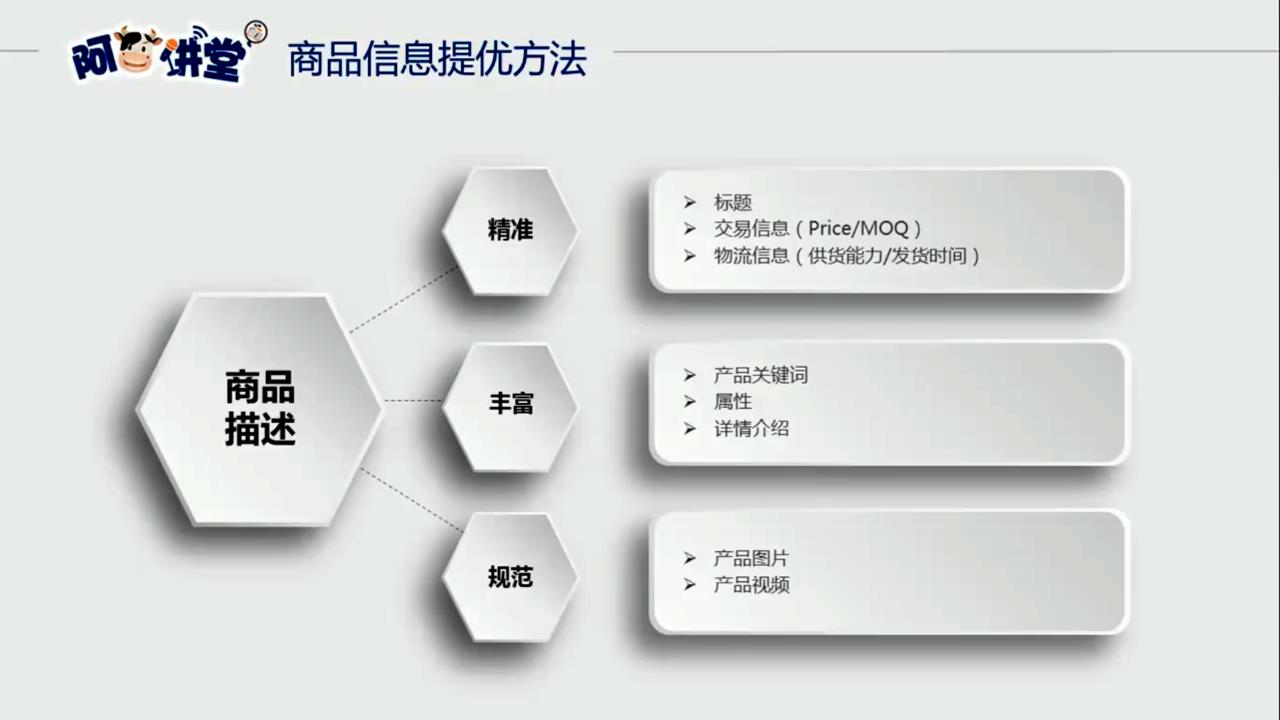 阿牛讲堂
商品信息提优方法
商品
描述
精准
标题
交易信息（Price/MOQ）
物流信息（供货能力/发货时间）
丰富
产品关键词
属性
详情介绍
规范
产品图片
产品视频